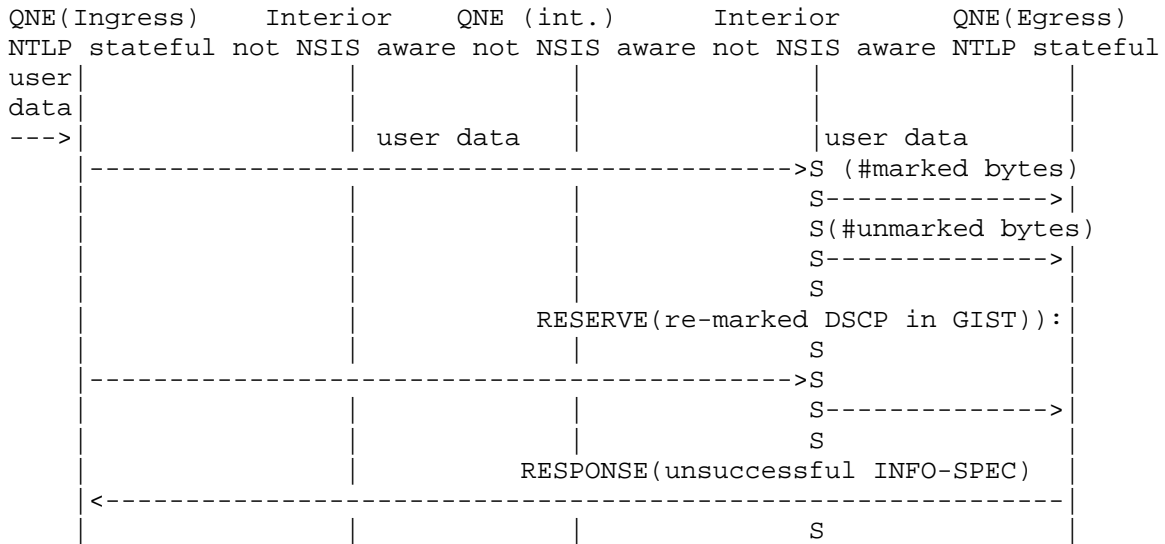 QNE(Ingress)    Interior    QNE (int.)     Interior       QNE(Egress)
NTLP stateful not NSIS aware not NSIS aware not NSIS aware NTLP stateful
user|                |             |              |               |
data|                |             |              |               |
--->|                | user data   |              |user data      |
    |-------------------------------------------->S (#marked bytes)
    |                |             |              S-------------->|
    |                |             |              S(#unmarked bytes)
    |                |             |              S-------------->|
    |                |             |              S               |
    |                |           RESERVE(re-marked DSCP in GIST)):|
    |                |             |              S               |
    |-------------------------------------------->S               |
    |                |             |              S-------------->|
    |                |             |              S               |
    |                |          RESPONSE(unsuccessful INFO-SPEC)  |
    |<------------------------------------------------------------|
    |                |             |              S               |